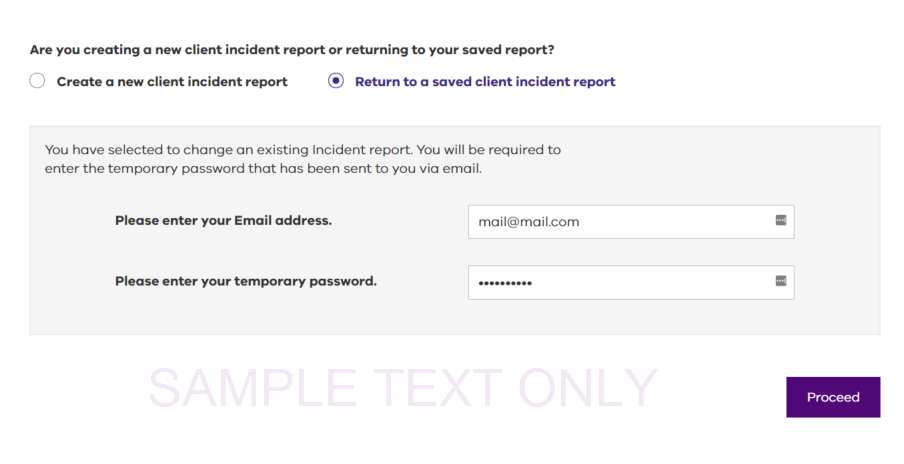 Are you creating a new client incident report or returning to your saved report?
Create a new client incident report Return to a saved client incident report
You have selected to change an existing Incident report. You will be required to
enter the temporary password that has been sent to you via email.
Please enter your Email address. mail@mail.com
Please enter your temporary password. ••••••••••
SAMPLE TEXT ONLY
Proceed